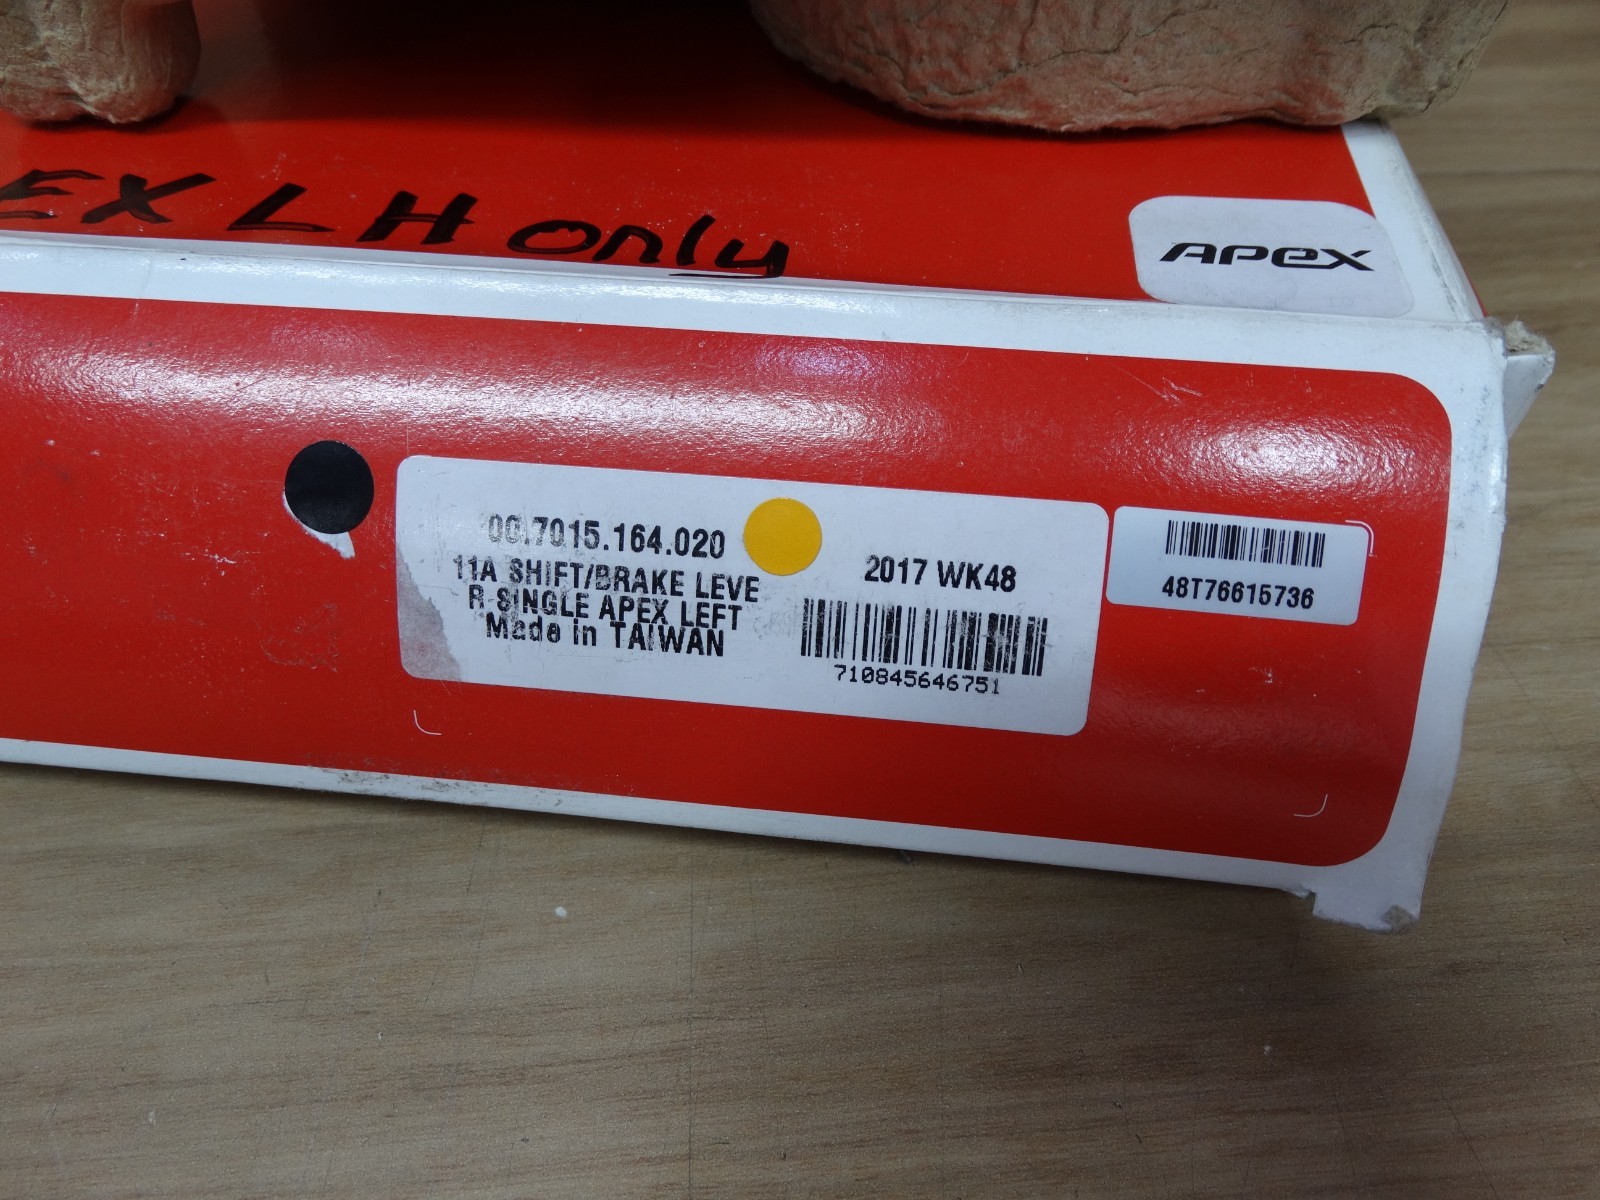 EX LH only
APEX
00.7015.164.020
11A SHIFT/BRAKE LEVE
R SINGLE APEX LEFT
Made in TAIWAN
2017 WK48
710845646751
48T76615736